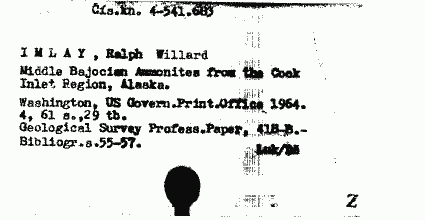 Čís.kn. 4-541.683
I M L A Y , Ralph Willard
Middle Bajocian Ammonites from the Cook
Inlet Region, Alaska.
Washington, US Govern.Print.Office 1964.
4, 61 s.,29 tb.
Geological Survey Profess.Paper, 418-B.-
Bibliogr.s.55-57.
Z